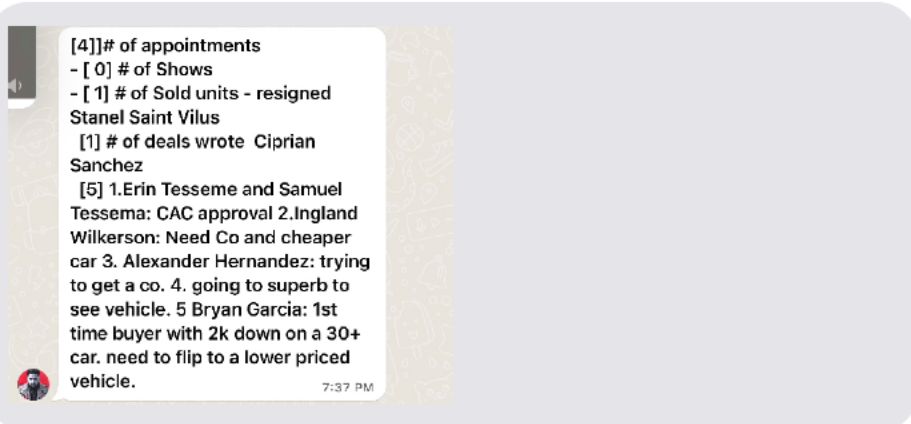 [4]]# of appointments
- [ 0] # of Shows
- [ 1] # of Sold units - resigned
Stanel Saint Vilus
[1] # of deals wrote  Ciprian
Sanchez
[5] 1.Erin Tesseme and Samuel
Tessema: CAC approval 2.Ingland
Wilkerson: Need Co and cheaper
car 3. Alexander Hernandez: trying
to get a co. 4. going to superb to
see vehicle. 5 Bryan Garcia: 1st
time buyer with 2k down on a 30+
car. need to flip to a lower priced
vehicle.
7:37 PM